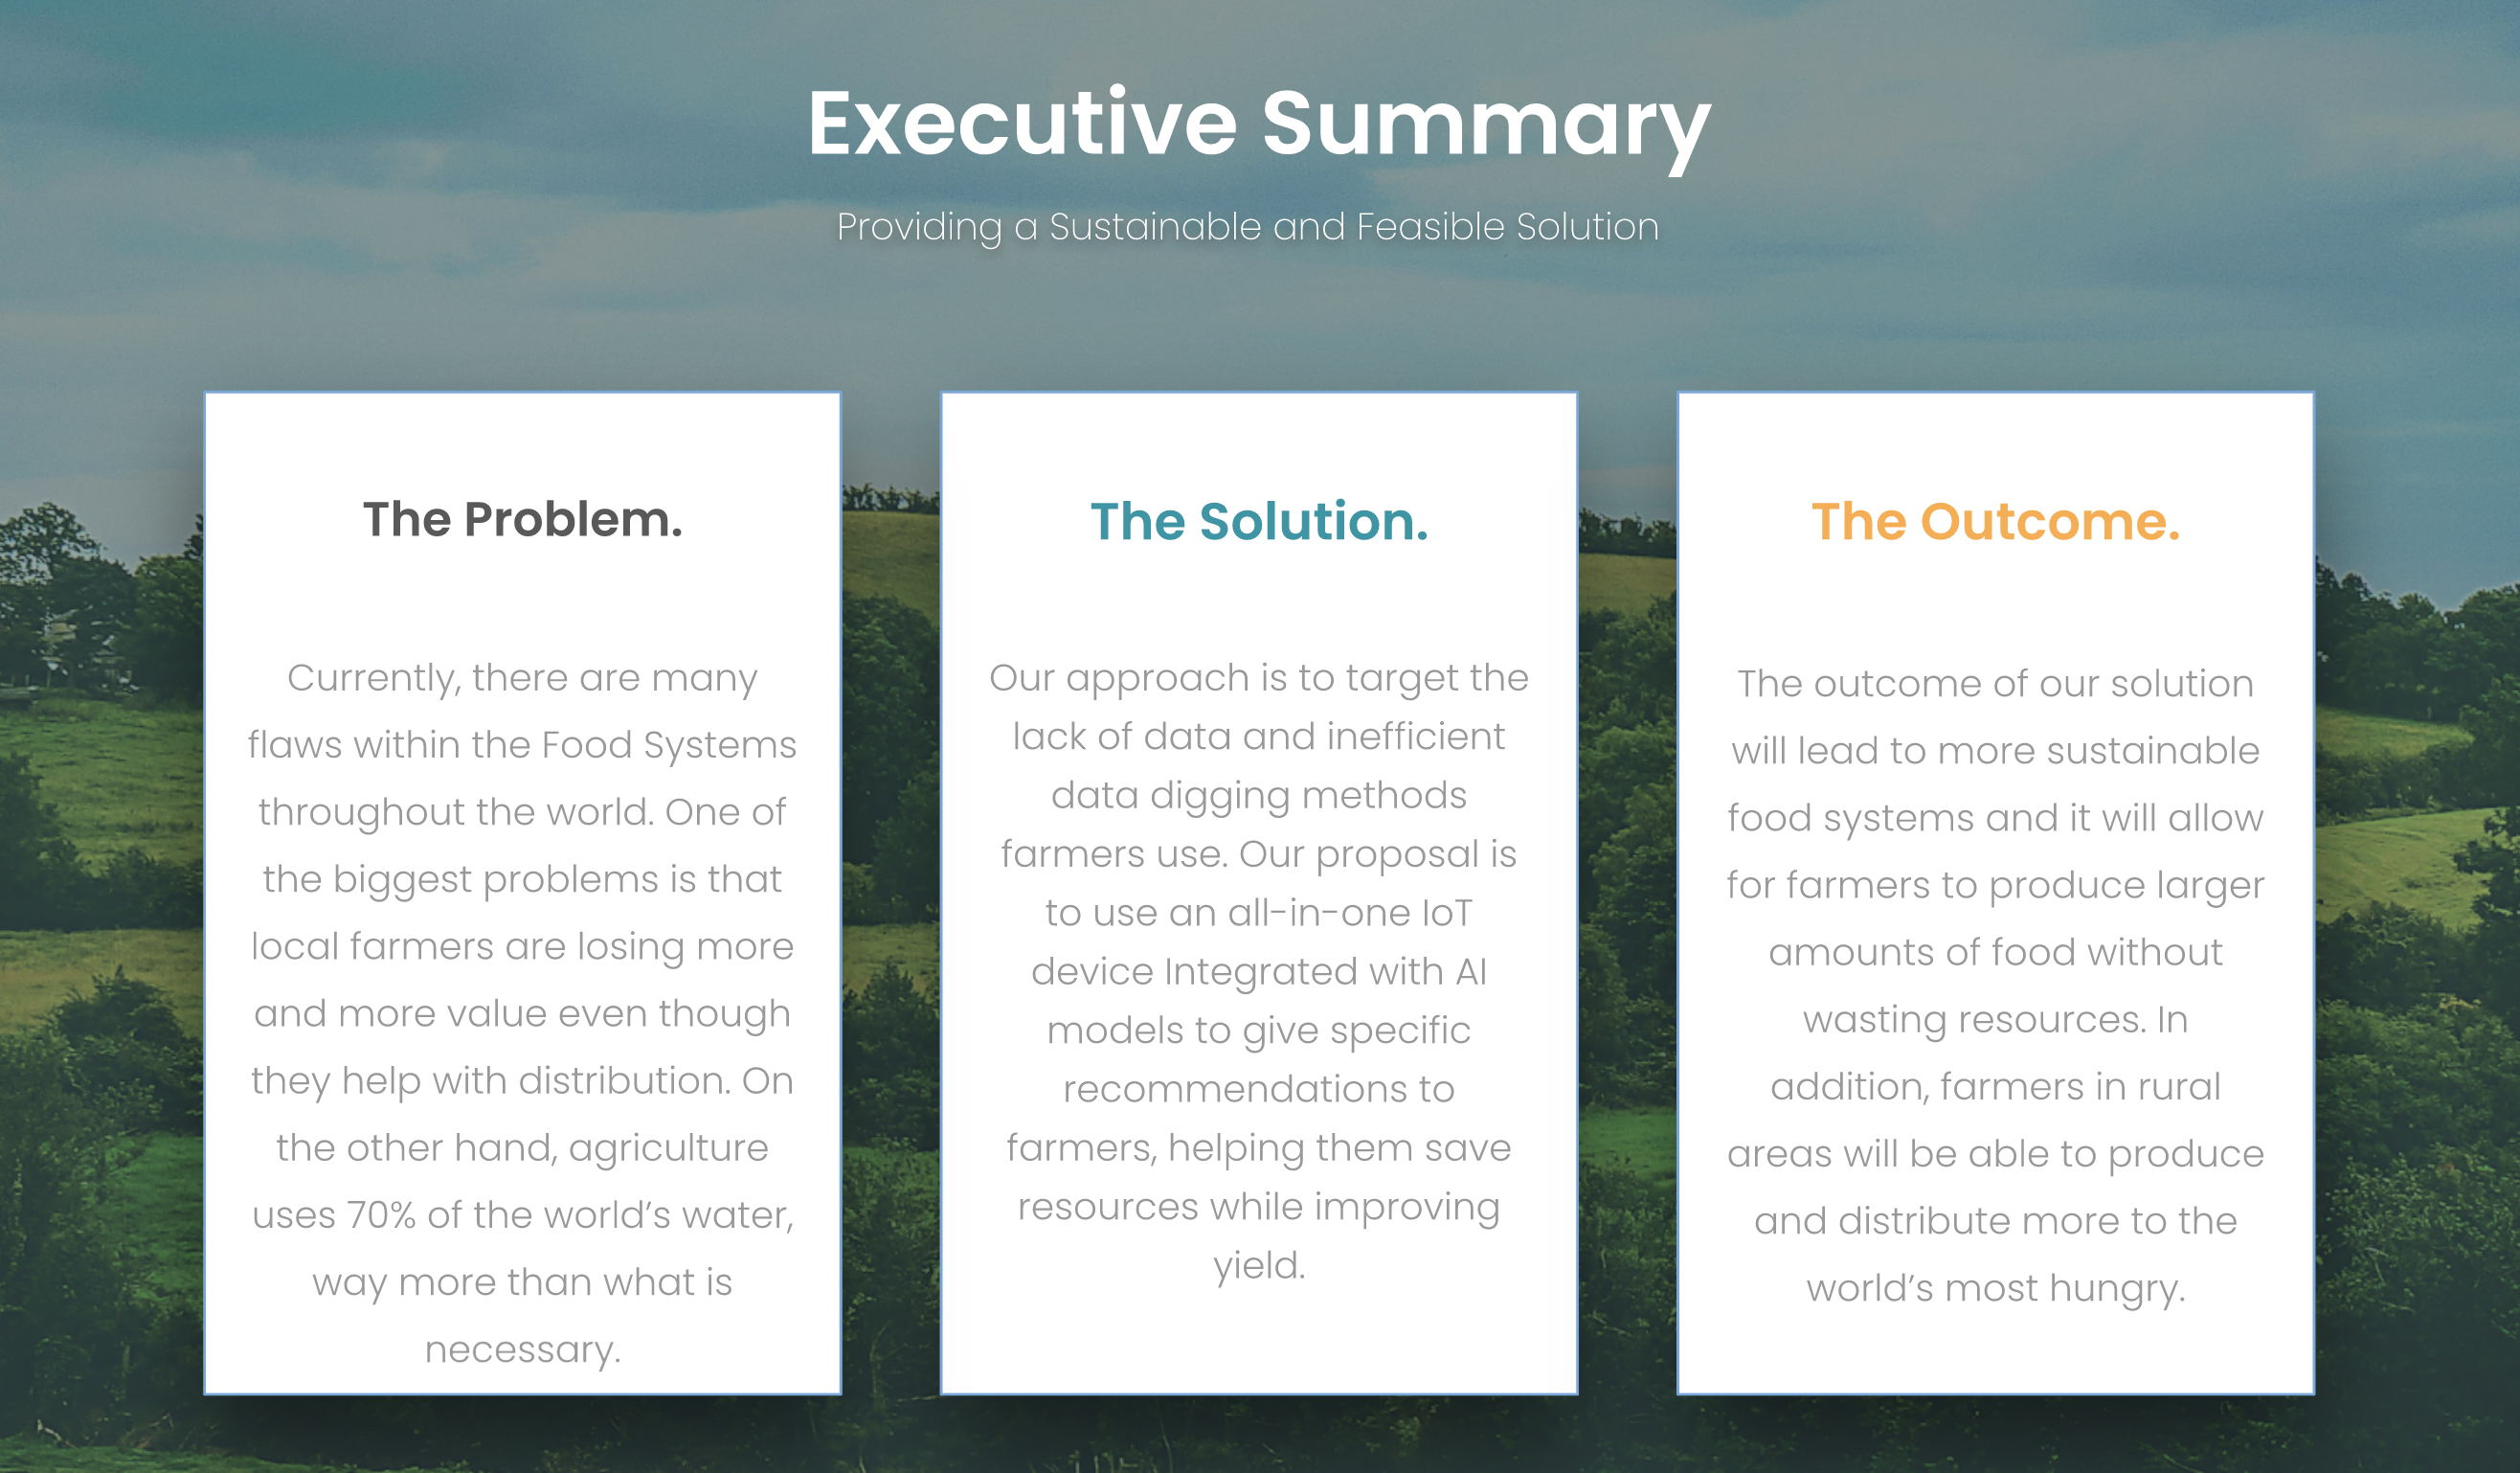 Executive Summary
Providing a Sustainable and Feasible Solution
The Problem.
Currently, there are many
flaws within the Food Systems
throughout the world. One of
the biggest problems is that
local farmers are losing more
and more value even though
they help with distribution. On
the other hand, agriculture
uses 70% of the world’s water,
way more than what is
necessary.
The Solution.
Our approach is to target the
lack of data and inefficient
data digging methods
farmers use. Our proposal is
to use an all-in-one IoT
device Integrated with AI
models to give specific
recommendations to
farmers, helping them save
resources while improving
yield.
The Outcome.
The outcome of our solution
will lead to more sustainable
food systems and it will allow
for farmers to produce larger
amounts of food without
wasting resources. In
addition, farmers in rural
areas will be able to produce
and distribute more to the
world’s most hungry.